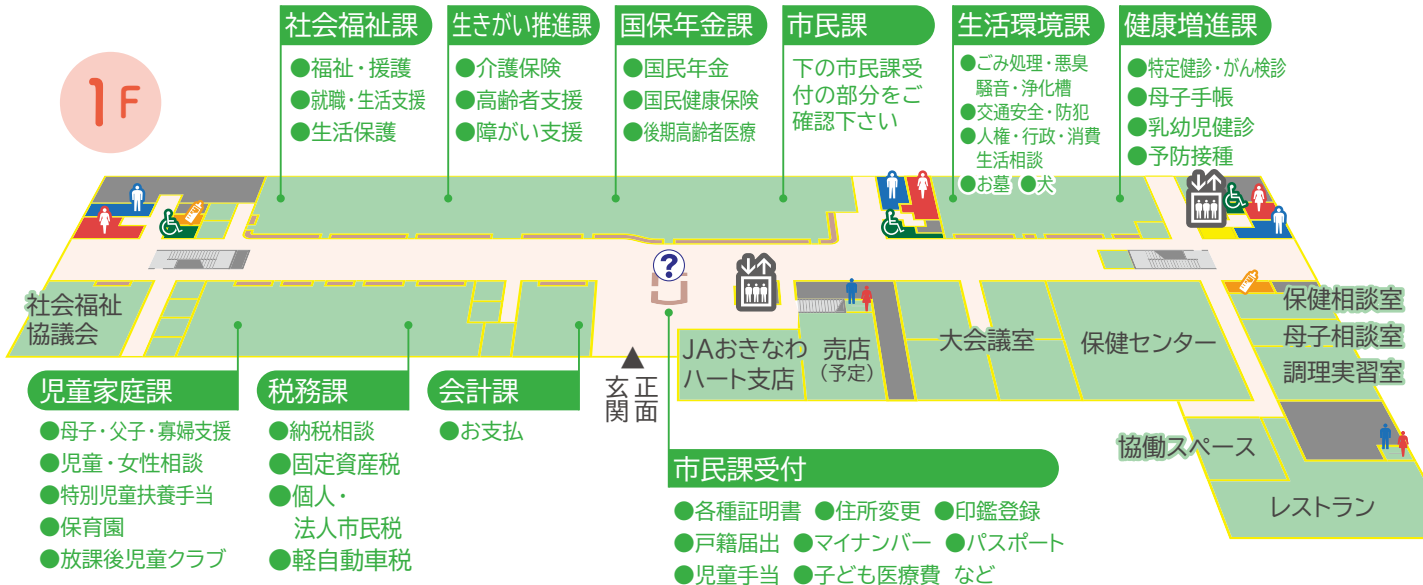 1F
社会福祉課
●福祉・援護
●就職・生活支援
●生活保護
生きがい推進課
●介護保険
●高齢者支援
●障がい支援
国保年金課
●国民年金
●国民健康保険
●後期高齢者医療
市民課
下の市民課受
付の部分をご
確認下さい
生活環境課
●ごみ処理・悪臭
騒音・浄化槽
●交通安全・防犯
●人権・行政・消費
生活相談
●お墓 ●犬
健康増進課
●特定健診・がん検診
●母子手帳
●乳幼児健診
●予防接種
?
社会福祉
協議会
JAおきなわ
ハート支店
売店
(予定)
大会議室
保健センター
保健相談室
母子相談室
調理実習室
協働スペース
レストラン
▲
正面
玄関
児童家庭課
●母子・父子・寡婦支援
●児童・女性相談
●特別児童扶養手当
●保育園
●放課後児童クラブ
税務課
●納税相談
●固定資産税
●個人・
法人市民税
●軽自動車税
会計課
●お支払
市民課受付
●各種証明書 ●住所変更 ●印鑑登録
●戸籍届出 ●マイナンバー ●パスポート
●児童手当 ●子ども医療費 など